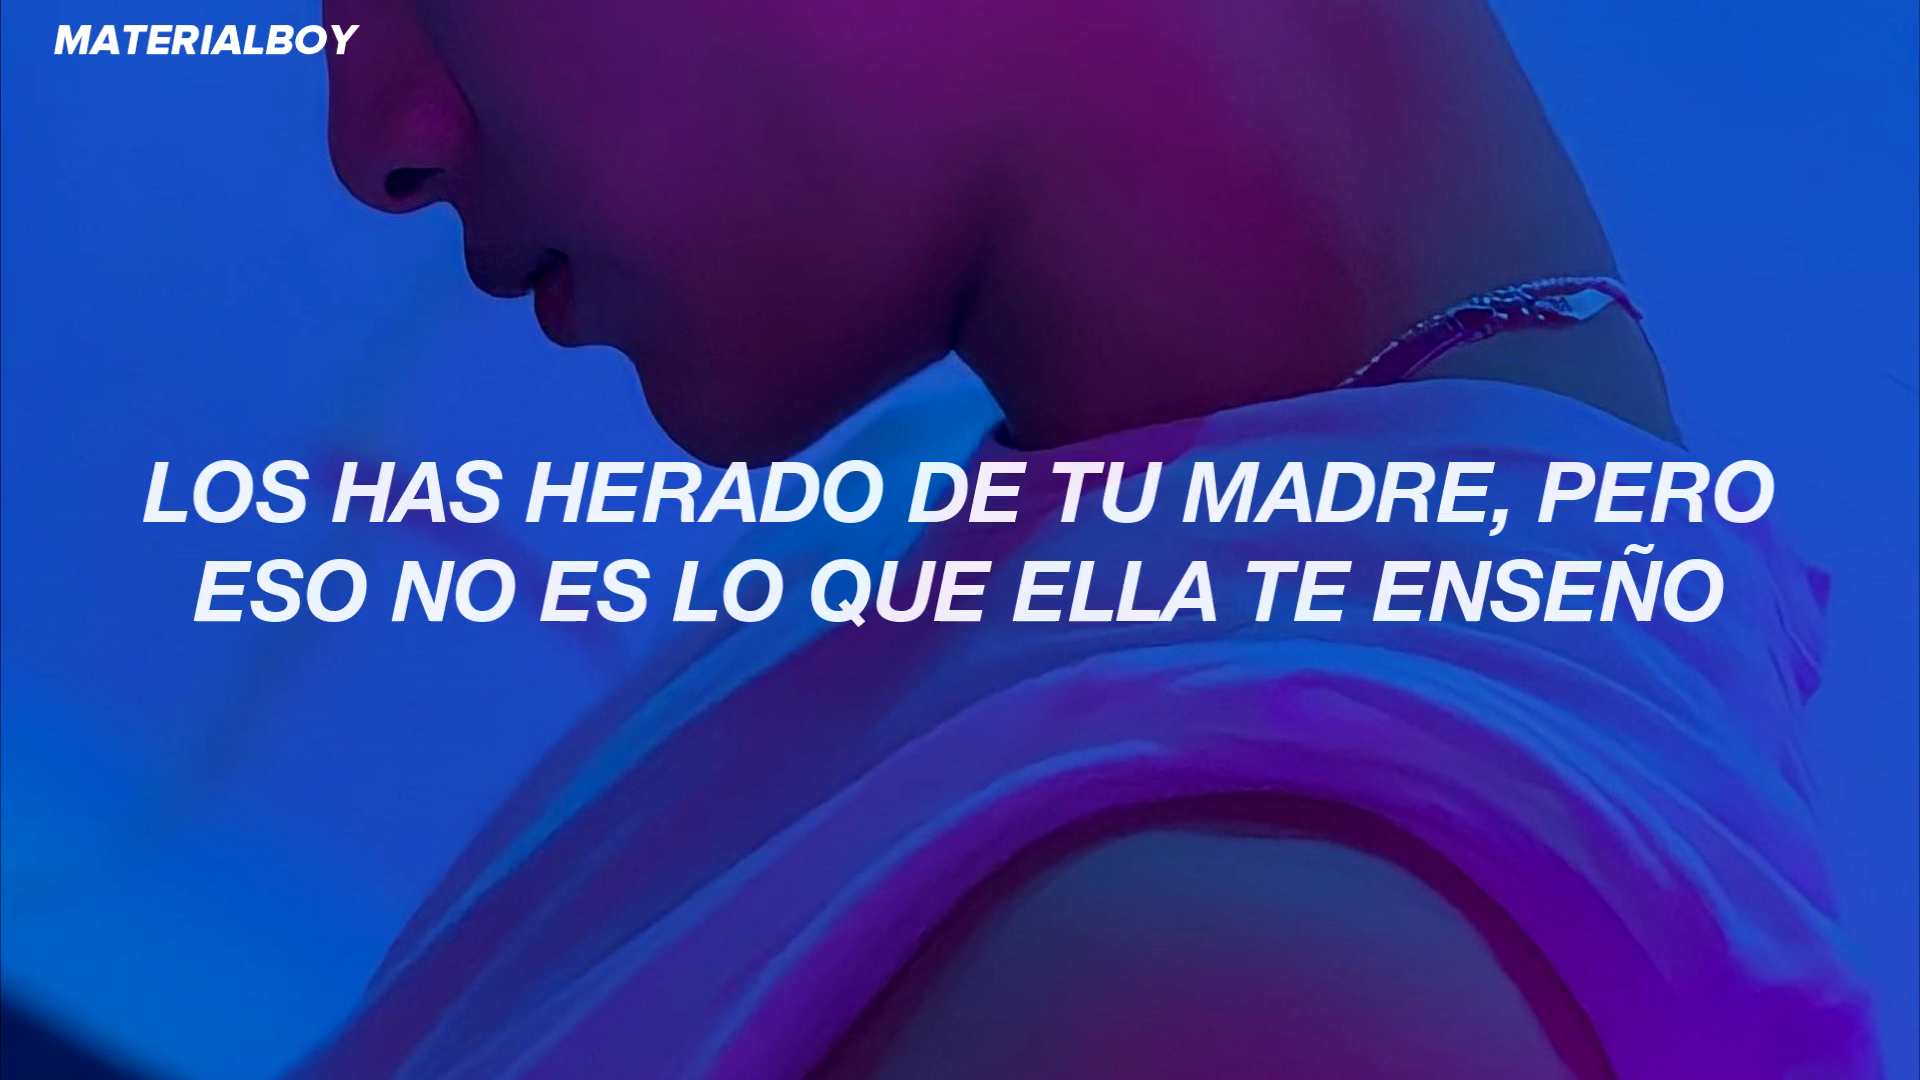 MATERIALBOY
LOS HAS HERADO DE TU MADRE, PERO
ESO NO ES LO QUE ELLA TE ENSEÑO